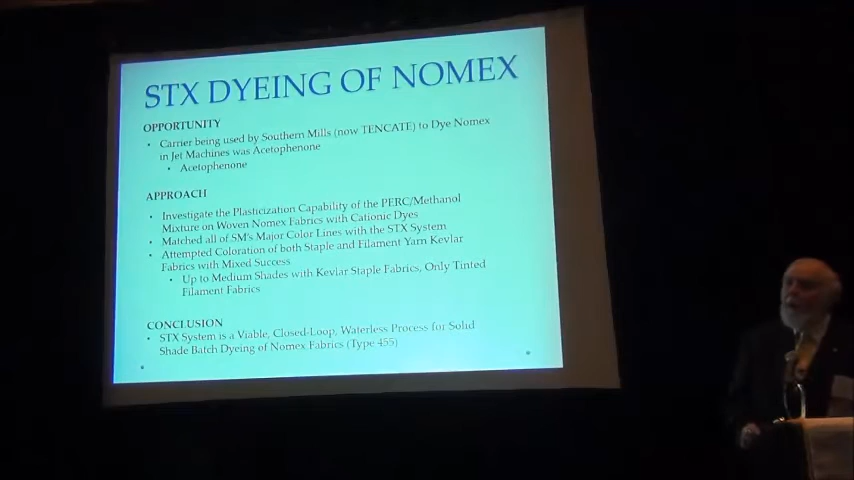 STX DYEING OF NOMEX
OPPORTUNITY
• Carrier being used by Southern Mills (now TENCATE) to Dye Nomex
in Jet Machines was Acetophenone
• Acetophenone
APPROACH
• Investigate the Plasticization Capability of the PERC/Methanol
Mixture on Woven Nomex Fabrics with Cationic Dyes
• Matched all of SM's Major Color Lines with the STX System
• Attempted Coloration of both Staple and Filament Yarn Kevlar
Fabrics with Mixed Success
• Up to Medium Shades with Kevlar Staple Fabrics, Only Tinted
Filament Fabrics
CONCLUSION
• STX System is a Viable, Closed-Loop, Waterless Process for Solid
Shade Batch Dyeing of Nomex Fabrics (Type 455)